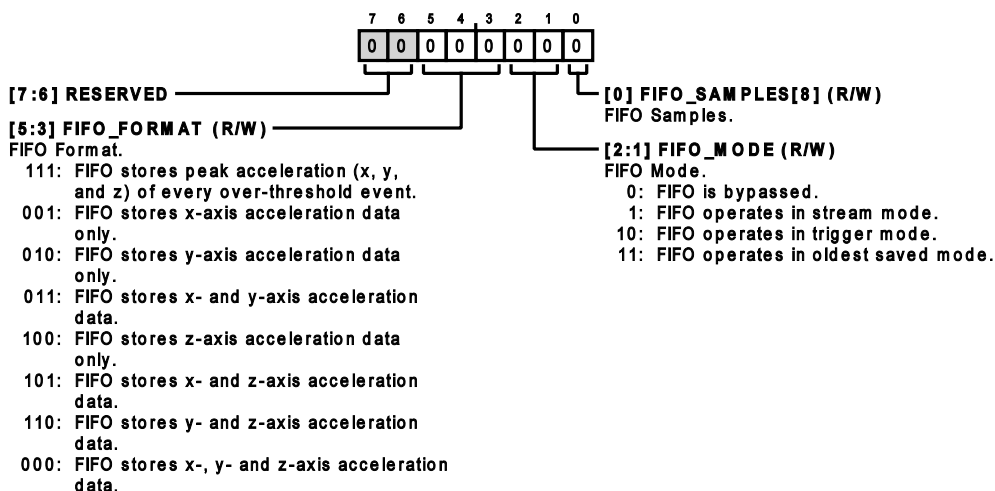 7 6 5 4 3 2 1 0
0 0 0 0 0 0 0 0
[7:6] RESERVED
[5:3] FIFO_FORMAT (R/W)
FIFO Format.
111: FIFO stores peak acceleration (x, y,
and z) of every over-threshold event.
001: FIFO stores x-axis acceleration data
only.
010: FIFO stores y-axis acceleration data
only.
011: FIFO stores x- and y-axis acceleration
data.
100: FIFO stores z-axis acceleration data
only.
101: FIFO stores x- and z-axis acceleration
data.
110: FIFO stores y- and z-axis acceleration
data.
000: FIFO stores x-, y- and z-axis acceleration
data.
[0] FIFO_SAMPLES[8] (R/W)
FIFO Samples.
[2:1] FIFO_MODE (R/W)
FIFO Mode.
0: FIFO is bypassed.
1: FIFO operates in stream mode.
10: FIFO operates in trigger mode.
11: FIFO operates in oldest saved mode.